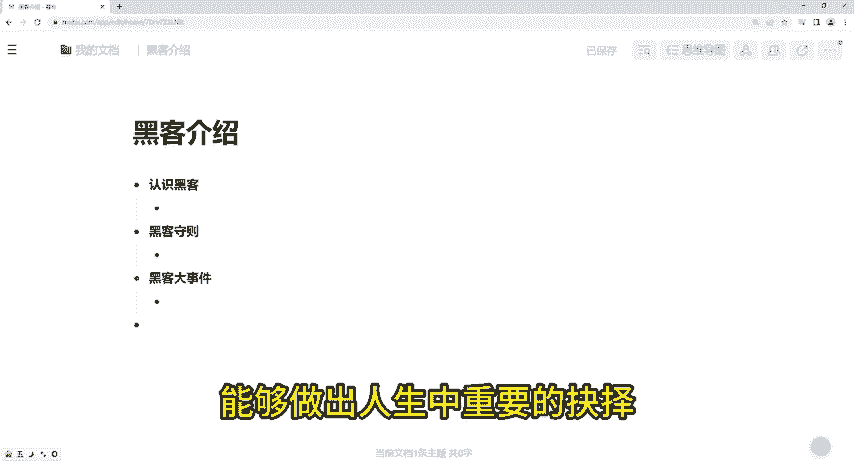 我的文档 | 黑客介绍
已保存
黑客介绍
认识黑客
黑客守则
黑客大事件
能够做出人生中重要的抉择
当前文档1条主题 共0字